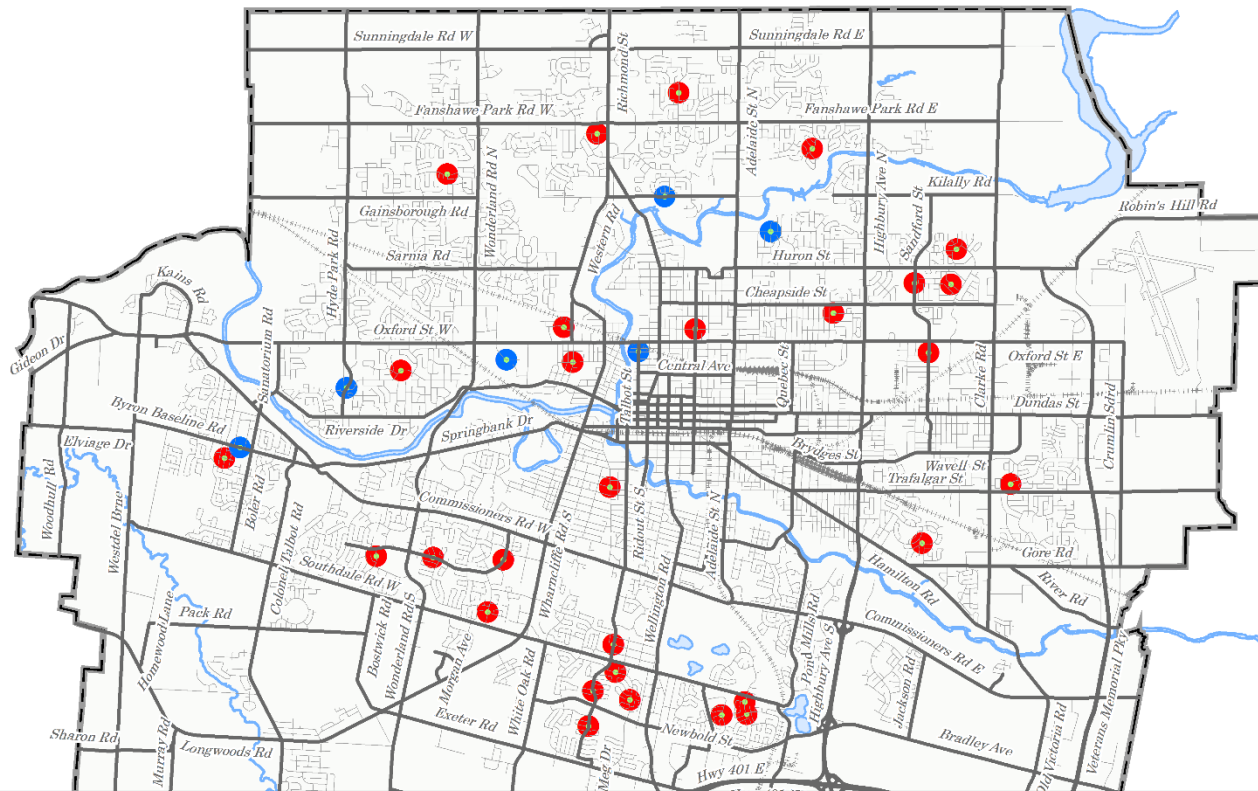 Sunningdale Rd W
Sunningdale Rd E
Richmond St
Fanshawe Park Rd W
Fanshawe Park Rd E
Adelaide St N
Wonderland Rd N
Highbury Ave N
Kilally Rd
Robin's Hill Rd
Gainsborough Rd
Western Rd
Sandford St
Hyde Park Rd
Sarnia Rd
Huron St
Kains Rd
Cheapside St
Oxford St W
Gideon Dr
Sanatorium Rd
Central Ave
Quebec St
Clarke Rd
Oxford St E
Talbot St
Dundas St
Crumlin Sdrd
Byron Baseline Rd
Riverside Dr
Springbank Dr
Elviage Dr
Brydges St
Wavell St
Trafalgar St
Woodhull Rd
Westdel Brne
Boler Rd
Colonel Talbot Rd
Commissioners Rd W
Wharncliffe Rd S
Ridout St S
Adelaide St N
Gore Rd
Southdale Rd W
Hamilton Rd
River Rd
Pack Rd
Homewood Lane
Bostwick Rd
Wonderland Rd S
Morgan Ave
White Oak Rd
Wellington Rd
Pond Mills Rd
Highbury Ave S
Commissioners Rd E
Jackson Rd
Veterans Memorial Pky
Old Victoria Rd
Exeter Rd
Newbold St
Bradley Ave
Sharon Rd
Murray Rd
Longwoods Rd
Meg Dr
Hwy 401 E